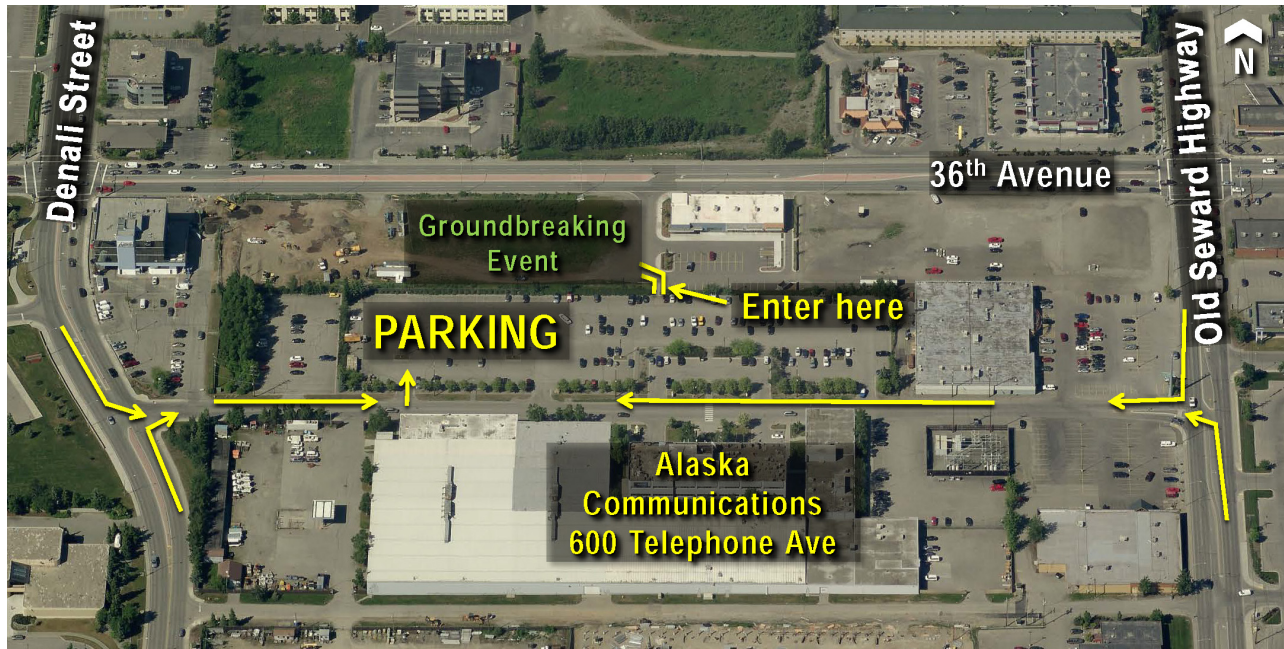 Denali Street
N
Old Seward Highway
36th Avenue
Groundbreaking
Event
Enter here
PARKING
Alaska
Communications
600 Telephone Ave